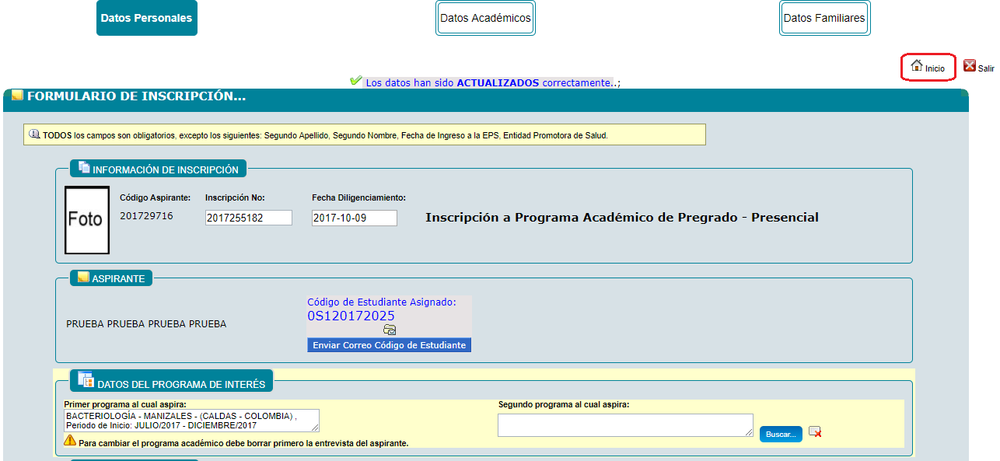 Datos Personales
Datos Académicos
Datos Familiares
Inicio
Salir
Los datos han sido ACTUALIZADOS correctamente..;
FORMULARIO DE INSCRIPCIÓN...
TODOS los campos son obligatorios, excepto los siguientes: Segundo Apellido, Segundo Nombre, Fecha de Ingreso a la EPS, Entidad Promotora de Salud.
INFORMACIÓN DE INSCRIPCIÓN
Foto
Código Aspirante:
201729716
Inscripción No:
2017255182
Fecha Diligenciamiento:
2017-10-09
Inscripción a Programa Académico de Pregrado - Presencial
ASPIRANTE
PRUEBA PRUEBA PRUEBA PRUEBA
Código de Estudiante Asignado:
0S120172025
Enviar Correo Código de Estudiante
DATOS DEL PROGRAMA DE INTERÉS
Primer programa al cual aspira:
BACTERIOLOGÍA - MANIZALES - (CALDAS - COLOMBIA) ,
Periodo de Inicio: JULIO/2017 - DICIEMBRE/2017
Para cambiar el programa académico debe borrar primero la entrevista del aspirante.
Segundo programa al cual aspira:
Buscar...